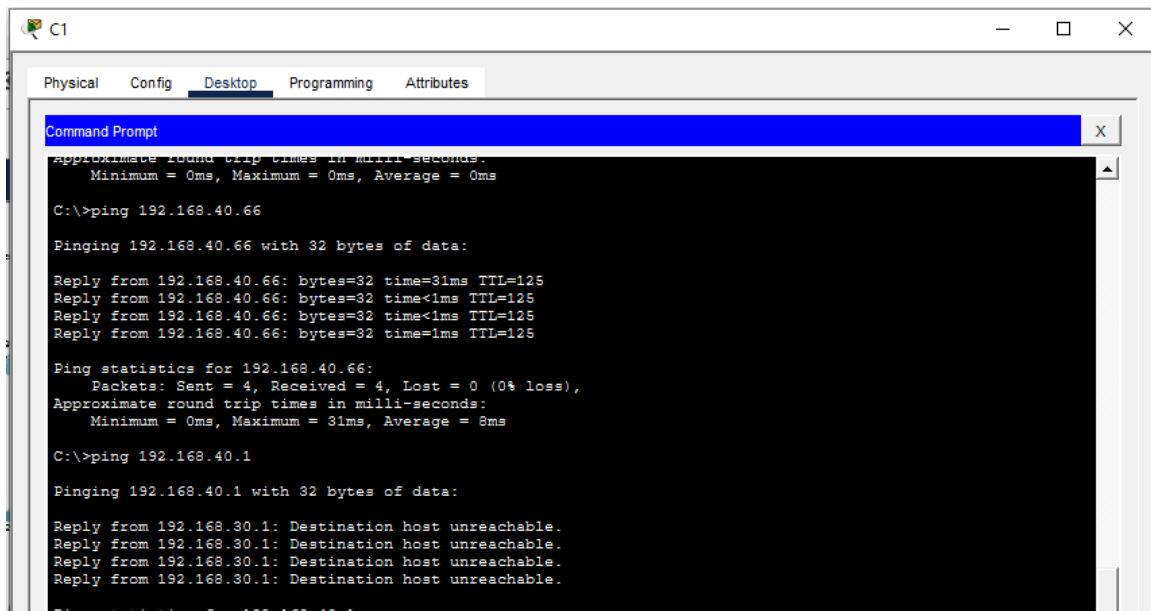 C1
Physical Config Desktop Programming Attributes
Command Prompt
X
Approximate round trip times in milli-seconds:
Minimum = 0ms, Maximum = 0ms, Average = 0ms
C:\>ping 192.168.40.66
Pinging 192.168.40.66 with 32 bytes of data:
Reply from 192.168.40.66: bytes=32 time=31ms TTL=125
Reply from 192.168.40.66: bytes=32 time<1ms TTL=125
Reply from 192.168.40.66: bytes=32 time<1ms TTL=125
Reply from 192.168.40.66: bytes=32 time=1ms TTL=125
Ping statistics for 192.168.40.66:
Packets: Sent = 4, Received = 4, Lost = 0 (0% loss),
Approximate round trip times in milli-seconds:
Minimum = 0ms, Maximum = 31ms, Average = 8ms
C:\>ping 192.168.40.1
Pinging 192.168.40.1 with 32 bytes of data:
Reply from 192.168.30.1: Destination host unreachable.
Reply from 192.168.30.1: Destination host unreachable.
Reply from 192.168.30.1: Destination host unreachable.
Reply from 192.168.30.1: Destination host unreachable.